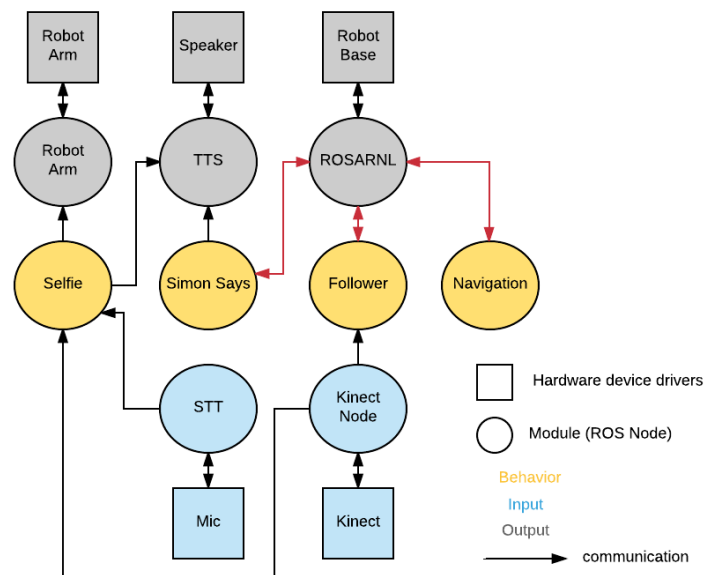 Robot
Arm
Speaker
Robot
Base
Robot
Arm
TTS
ROSARNL
Selfie
Simon Says
Follower
Navigation
STT
Kinect
Node
Mic
Kinect
Hardware device drivers
Module (ROS Node)
Behavior
Input
Output
communication